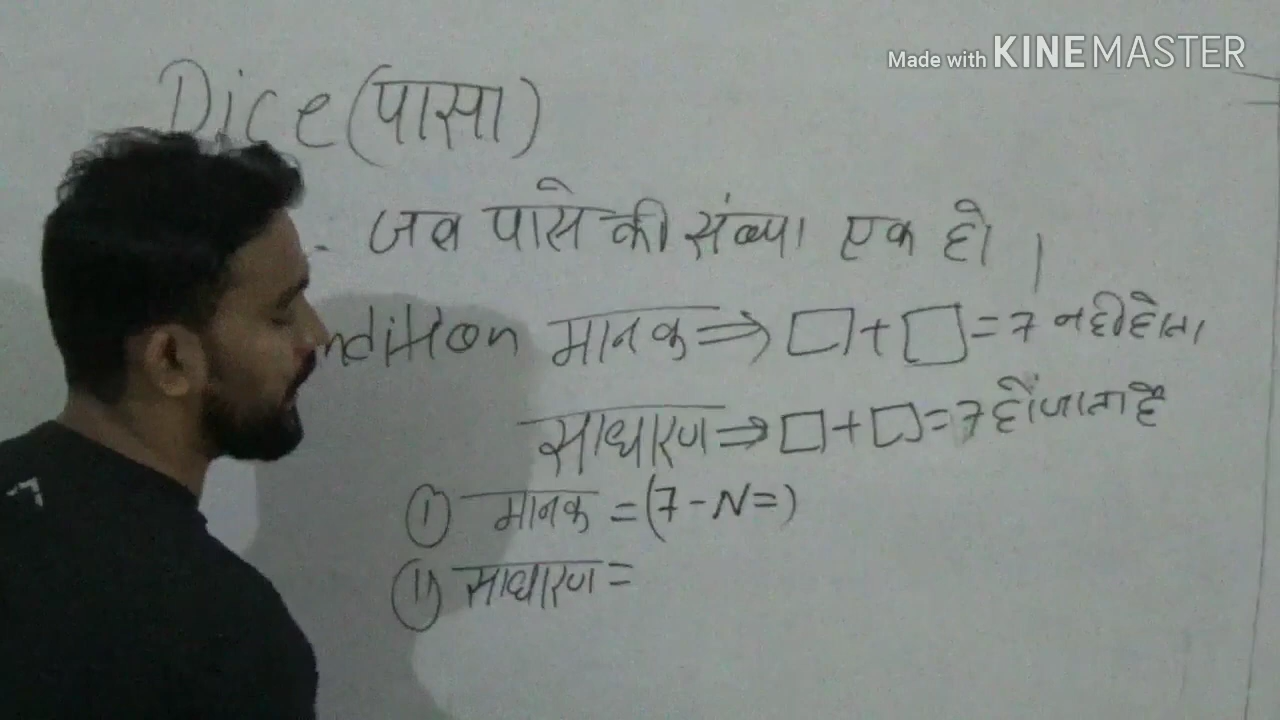 Made with KINEMASTER
Dice (पासा)
- जब पासे की संख्या एक हो ।
ndition मानक ⇒ □ + □ = 7 नही होता
साधारण ⇒ □ + □ = 7 हो जाता है
① मानक = (7 - N = )
② साधारण =